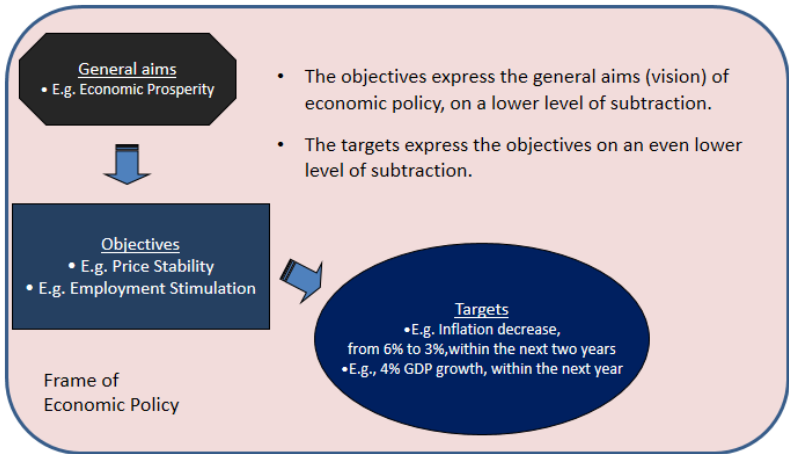 General aims
• E.g. Economic Prosperity
• The objectives express the general aims (vision) of
economic policy, on a lower level of subtraction.
• The targets express the objectives on an even lower
level of subtraction.
Objectives
• E.g. Price Stability
• E.g. Employment Stimulation
Targets
•E.g. Inflation decrease,
from 6% to 3%,within the next two years
•E.g., 4% GDP growth, within the next year
Frame of
Economic Policy